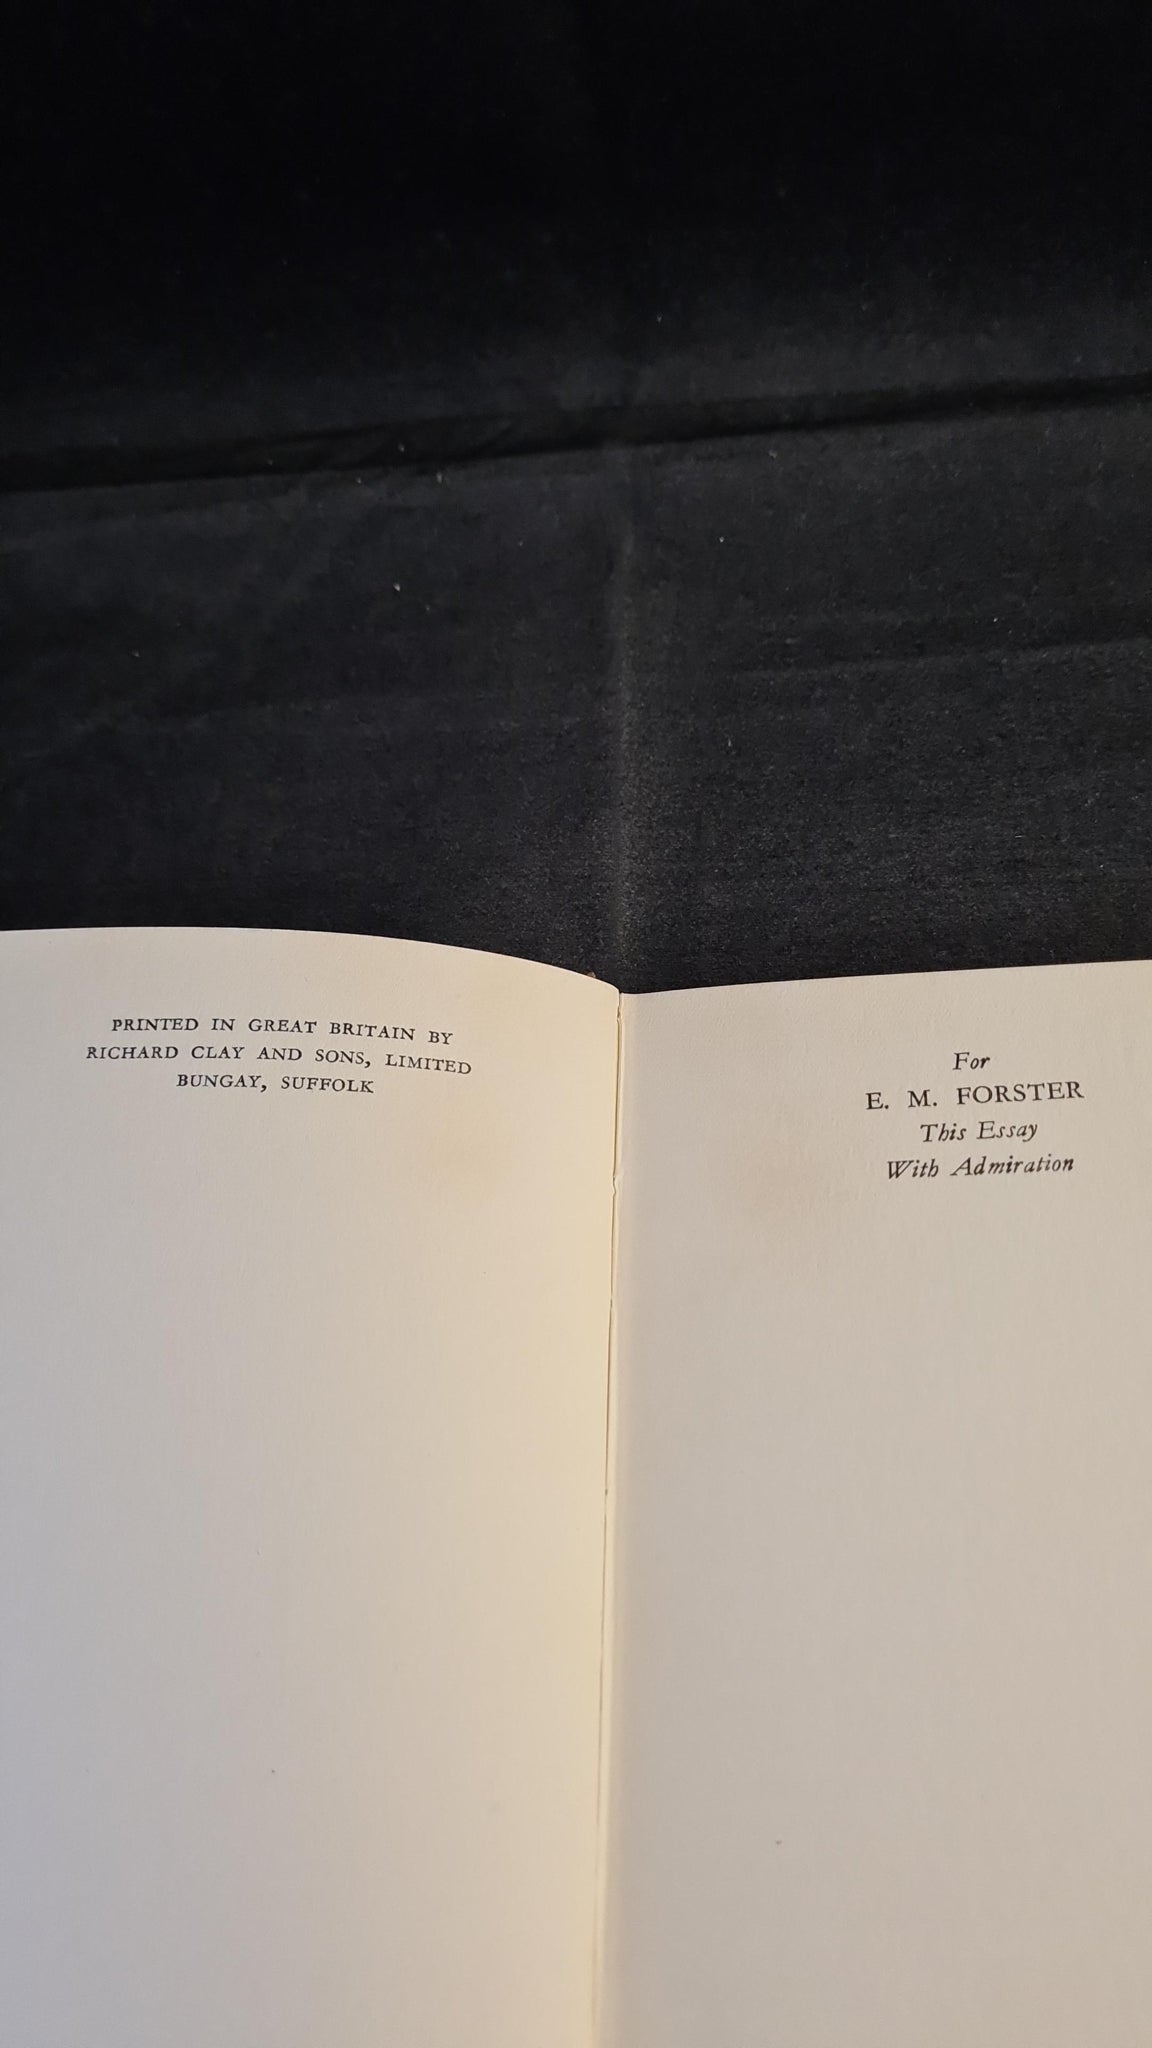 PRINTED IN GREAT BRITAIN BY
RICHARD CLAY AND SONS, LIMITED
BUNGAY, SUFFOLK
For
E. M. FORSTER
This Essay
With Admiration